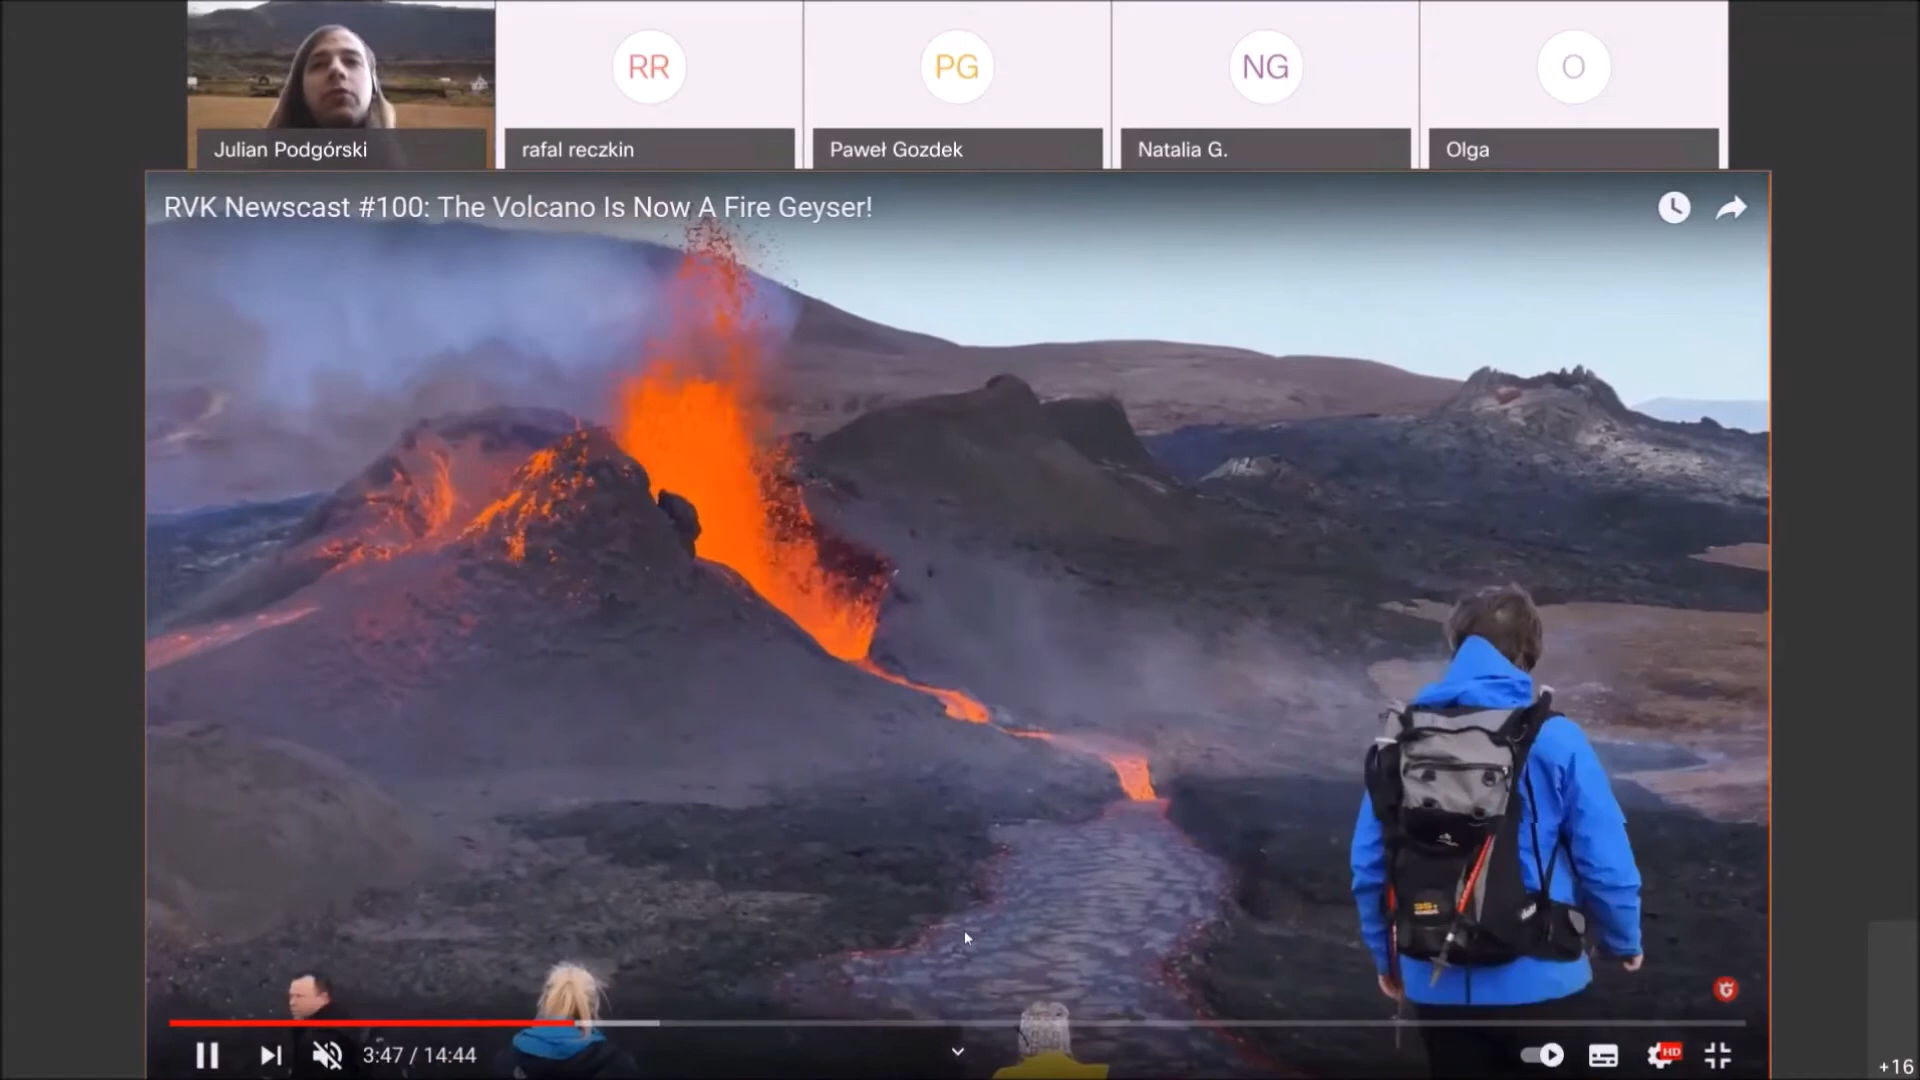 RR
PG
NG
O
Julian Podgórski
rafal reczkin
Paweł Gozdek
Natalia G.
Olga
RVK Newscast #100: The Volcano Is Now A Fire Geyser!
3:47 / 14:44
HD
+16